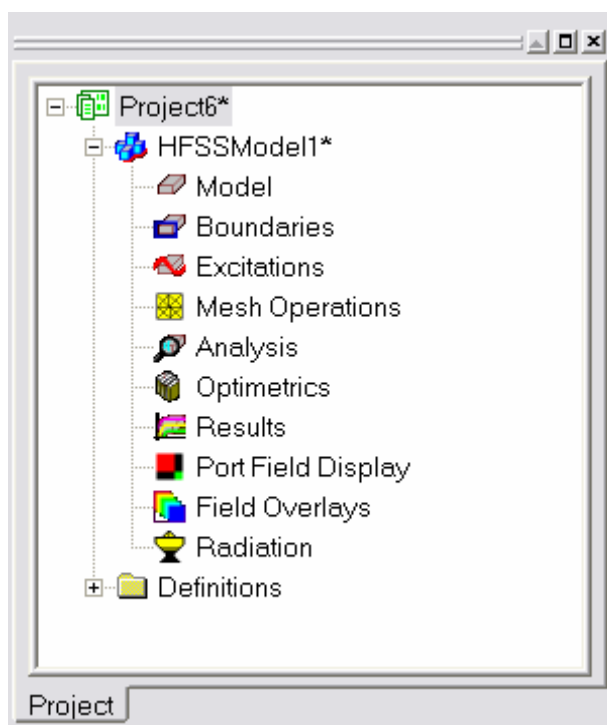 Project6*
HFSSModel1*
Model
Boundaries
Excitations
Mesh Operations
Analysis
Optimetrics
Results
Port Field Display
Field Overlays
Radiation
Definitions
Project